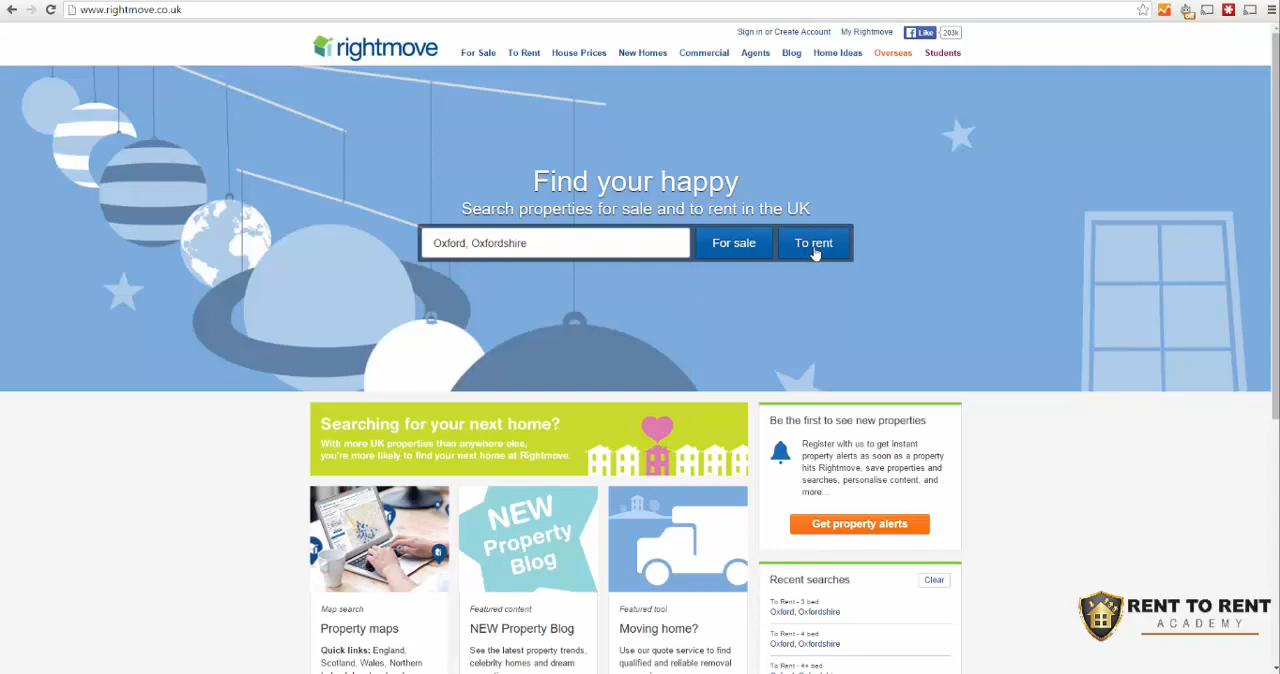 www.rightmove.co.uk
Sign in or Create Account My Rightmove Like 203k
rightmove
For Sale To Rent House Prices New Homes Commercial Agents Blog Home Ideas Overseas Students
Find your happy
Search properties for sale and to rent in the UK
Oxford, Oxfordshire For sale To rent
Searching for your next home?
With more UK properties than anywhere else,
you're more likely to find your next home at Rightmove.
Be the first to see new properties
Register with us to get instant
property alerts as soon as a property
hits Rightmove, save properties and
searches, personalise content, and
more...
Get property alerts
NEW
Property
Blog
Map search
Property maps
Quick links: England,
Scotland, Wales, Northern
Featured content
NEW Property Blog
See the latest property trends,
celebrity homes and dream
Featured tool
Moving home?
Use our quote service to find
qualified and reliable removal
Recent searches Clear
To Rent - 3 bed
Oxford, Oxfordshire
To Rent - 4 bed
Oxford, Oxfordshire
To Rent - 4+ bed
RENT TO RENT
ACADEMY